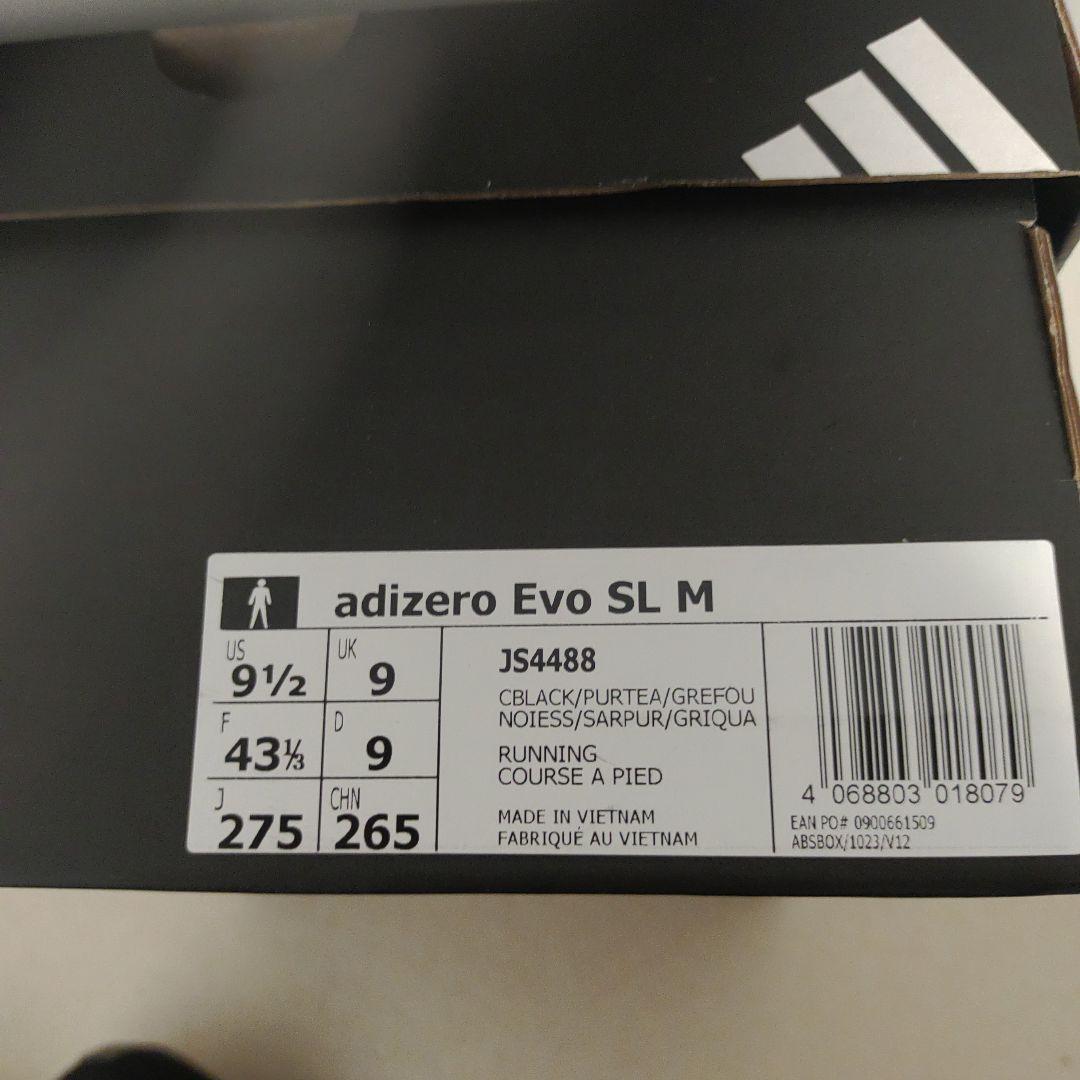 adizero Evo SL M
US
9½
UK
9
F
43⅓
D
9
J
275
CHN
265
JS4488
CBLACK/PURTEA/GREFOU
NOIESS/SARPUR/GRIQUA
RUNNING
COURSE A PIED
MADE IN VIETNAM
FABRIQUÉ AU VIETNAM
4 068803 018079
EAN PO# 0900661509
ABSBOX/1023/V12